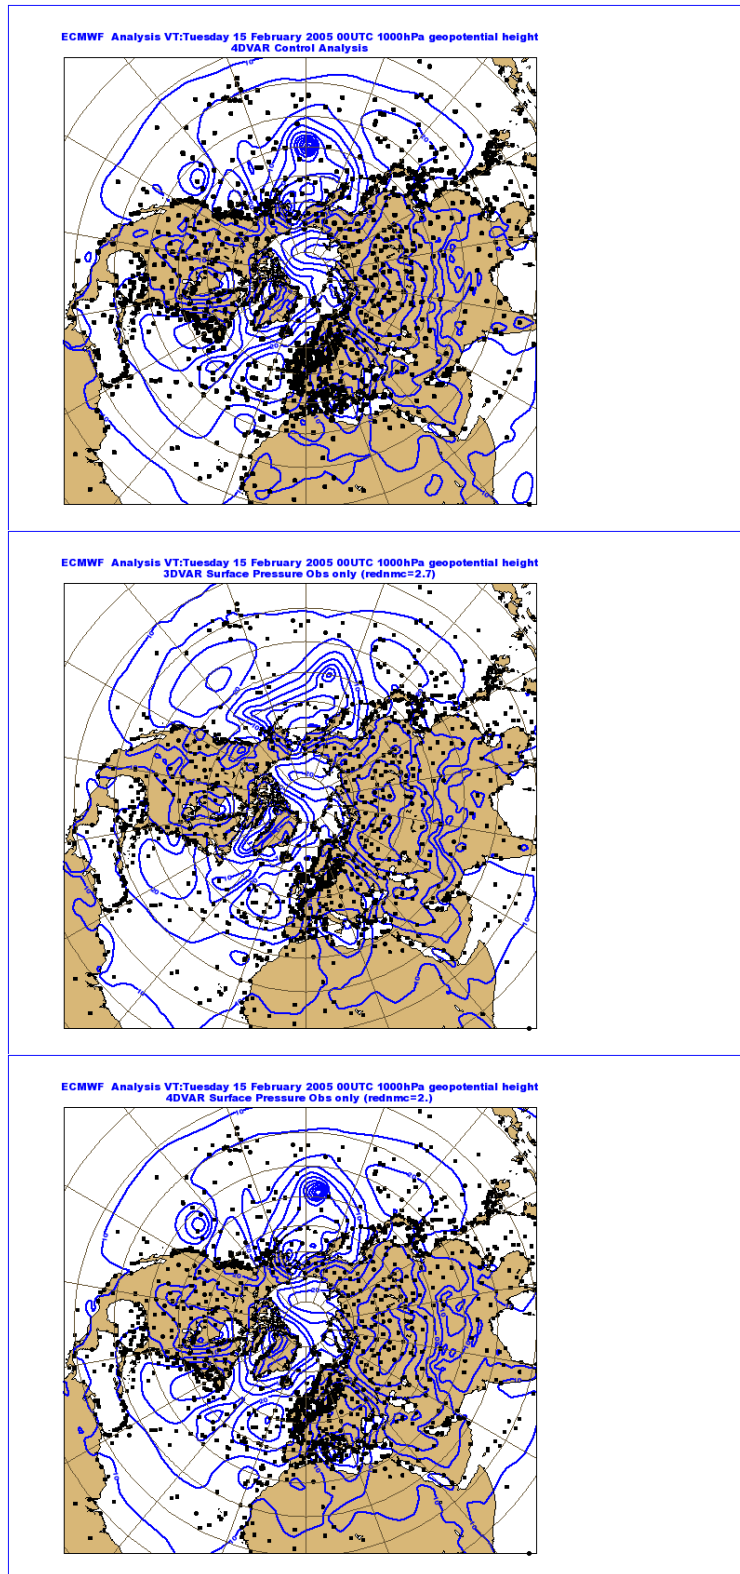 ECMWF Analysis VT:Tuesday 15 February 2005 00UTC 1000hPa geopotential height
4DVAR Control Analysis
ECMWF Analysis VT:Tuesday 15 February 2005 00UTC 1000hPa geopotential height
3DVAR Surface Pressure Obs only (rednmc=2.7)
ECMWF Analysis VT:Tuesday 15 February 2005 00UTC 1000hPa geopotential height
4DVAR Surface Pressure Obs only (rednmc=2.)